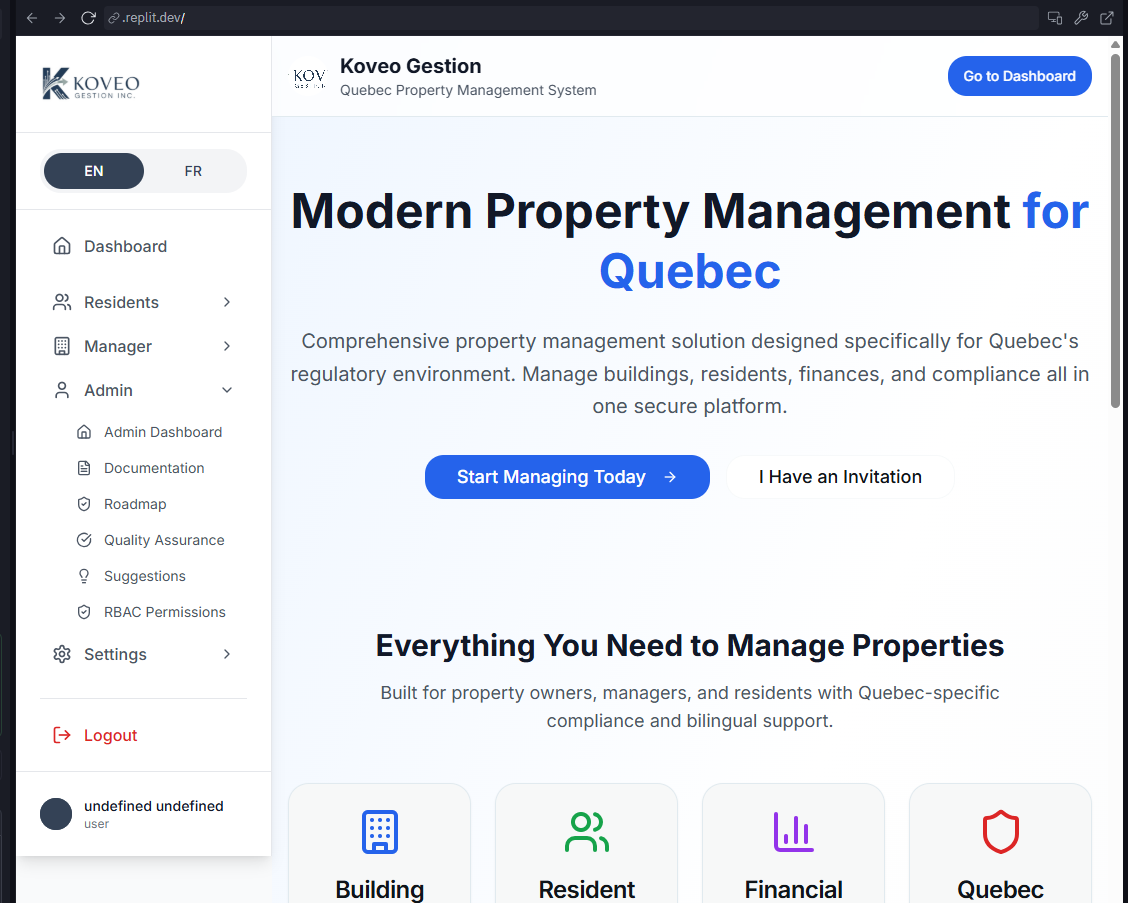 .replit.dev/
KOVEO
GESTION INC.
EN FR
Dashboard
Residents
Manager
Admin
Admin Dashboard
Documentation
Roadmap
Quality Assurance
Suggestions
RBAC Permissions
Settings
Logout
undefined undefined
user
KOV
Koveo Gestion
Quebec Property Management System
Go to Dashboard
Modern Property Management for
Quebec
Comprehensive property management solution designed specifically for Quebec's
regulatory environment. Manage buildings, residents, finances, and compliance all in
one secure platform.
Start Managing Today
I Have an Invitation
Everything You Need to Manage Properties
Built for property owners, managers, and residents with Quebec-specific
compliance and bilingual support.
Building
Resident
Financial
Quebec